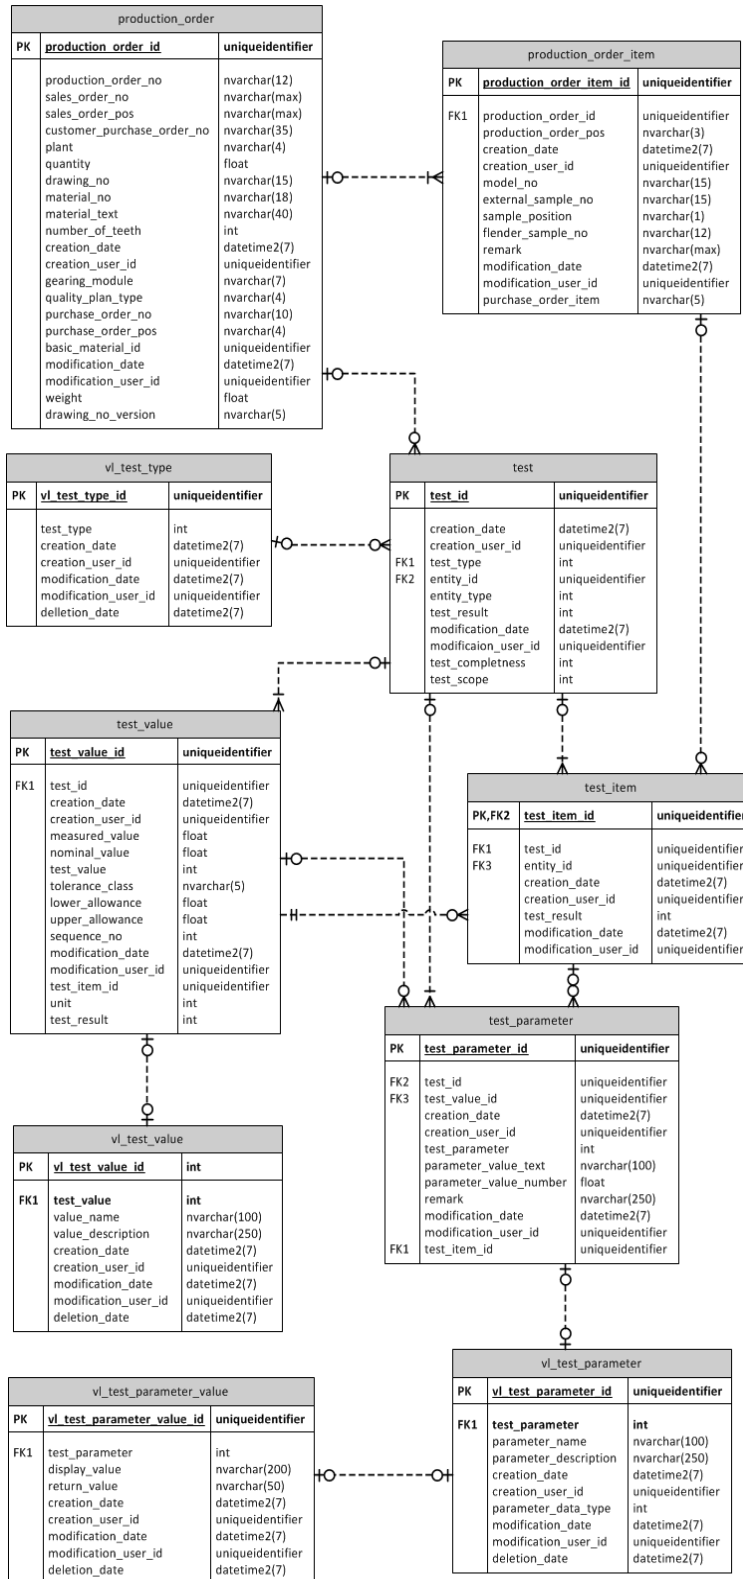 production_order
PK production_order_id uniqueidentifier
production_order_no nvarchar(12)
sales_order_no nvarchar(max)
sales_order_pos nvarchar(max)
customer_purchase_order_no nvarchar(35)
plant nvarchar(4)
quantity float
drawing_no nvarchar(15)
material_no nvarchar(18)
material_text nvarchar(40)
number_of_teeth int
creation_date datetime2(7)
creation_user_id uniqueidentifier
gearing_module nvarchar(7)
quality_plan_type nvarchar(4)
purchase_order_no nvarchar(10)
purchase_order_pos nvarchar(4)
basic_material_id uniqueidentifier
modification_date datetime2(7)
modification_user_id uniqueidentifier
weight float
drawing_no_version nvarchar(5)
production_order_item
PK production_order_item_id uniqueidentifier
FK1 production_order_id uniqueidentifier
production_order_pos nvarchar(3)
creation_date datetime2(7)
creation_user_id uniqueidentifier
model_no nvarchar(15)
external_sample_no nvarchar(15)
sample_position nvarchar(1)
flender_sample_no nvarchar(12)
remark nvarchar(max)
modification_date datetime2(7)
modification_user_id uniqueidentifier
purchase_order_item nvarchar(5)
vl_test_type
PK vl_test_type_id uniqueidentifier
test_type int
creation_date datetime2(7)
creation_user_id uniqueidentifier
modification_date datetime2(7)
modification_user_id uniqueidentifier
delletion_date datetime2(7)
test
PK test_id uniqueidentifier
creation_date datetime2(7)
creation_user_id uniqueidentifier
FK1 test_type int
FK2 entity_id uniqueidentifier
entity_type int
test_result int
modification_date datetime2(7)
modificaion_user_id uniqueidentifier
test_completness int
test_scope int
test_value
PK test_value_id uniqueidentifier
FK1 test_id uniqueidentifier
creation_date datetime2(7)
creation_user_id uniqueidentifier
measured_value float
nominal_value float
test_value int
tolerance_class nvarchar(5)
lower_allowance float
upper_allowance float
sequence_no int
modification_date datetime2(7)
modification_user_id uniqueidentifier
test_item_id uniqueidentifier
unit int
test_result int
test_item
PK,FK2 test_item_id uniqueidentifier
FK1 test_id uniqueidentifier
FK3 entity_id uniqueidentifier
creation_date datetime2(7)
creation_user_id uniqueidentifier
test_result int
modification_date datetime2(7)
modification_user_id uniqueidentifier
test_parameter
PK test_parameter_id uniqueidentifier
FK2 test_id uniqueidentifier
FK3 test_value_id uniqueidentifier
creation_date datetime2(7)
creation_user_id uniqueidentifier
test_parameter int
parameter_value_text nvarchar(100)
parameter_value_number float
remark nvarchar(250)
modification_date datetime2(7)
modification_user_id uniqueidentifier
FK1 test_item_id uniqueidentifier
vl_test_value
PK vl_test_value_id int
FK1 test_value int
value_name nvarchar(100)
value_description nvarchar(250)
creation_date datetime2(7)
creation_user_id uniqueidentifier
modification_date datetime2(7)
modification_user_id uniqueidentifier
deletion_date datetime2(7)
vl_test_parameter
PK vl_test_parameter_id uniqueidentifier
FK1 test_parameter int
parameter_name nvarchar(100)
parameter_description nvarchar(250)
creation_date datetime2(7)
creation_user_id uniqueidentifier
parameter_data_type int
modification_date datetime2(7)
modification_user_id uniqueidentifier
deletion_date datetime2(7)
vl_test_parameter_value
PK vl_test_parameter_value_id uniqueidentifier
FK1 test_parameter int
display_value nvarchar(200)
return_value nvarchar(50)
creation_date datetime2(7)
creation_user_id uniqueidentifier
modification_date datetime2(7)
modification_user_id uniqueidentifier
deletion_date datetime2(7)